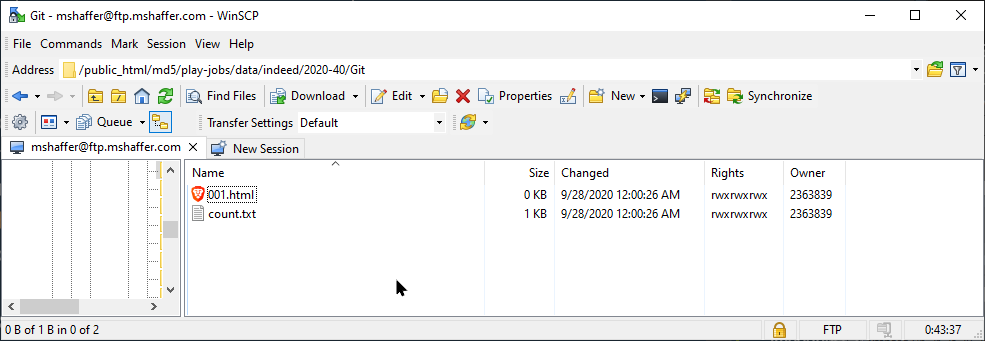 Git - mshaffer@ftp.mshaffer.com - WinSCP
File Commands Mark Session View Help
Address /public_html/md5/play-jobs/data/indeed/2020-40/Git
Find Files Download Edit Properties New Synchronize
Queue Transfer Settings Default
mshaffer@ftp.mshaffer.com New Session
Name Size Changed Rights Owner
001.html 0 KB 9/28/2020 12:00:26 AM rwxrwxrwx 2363839
count.txt 1 KB 9/28/2020 12:00:26 AM rwxrwxrwx 2363839
0 B of 1 B in 0 of 2 FTP 0:43:37